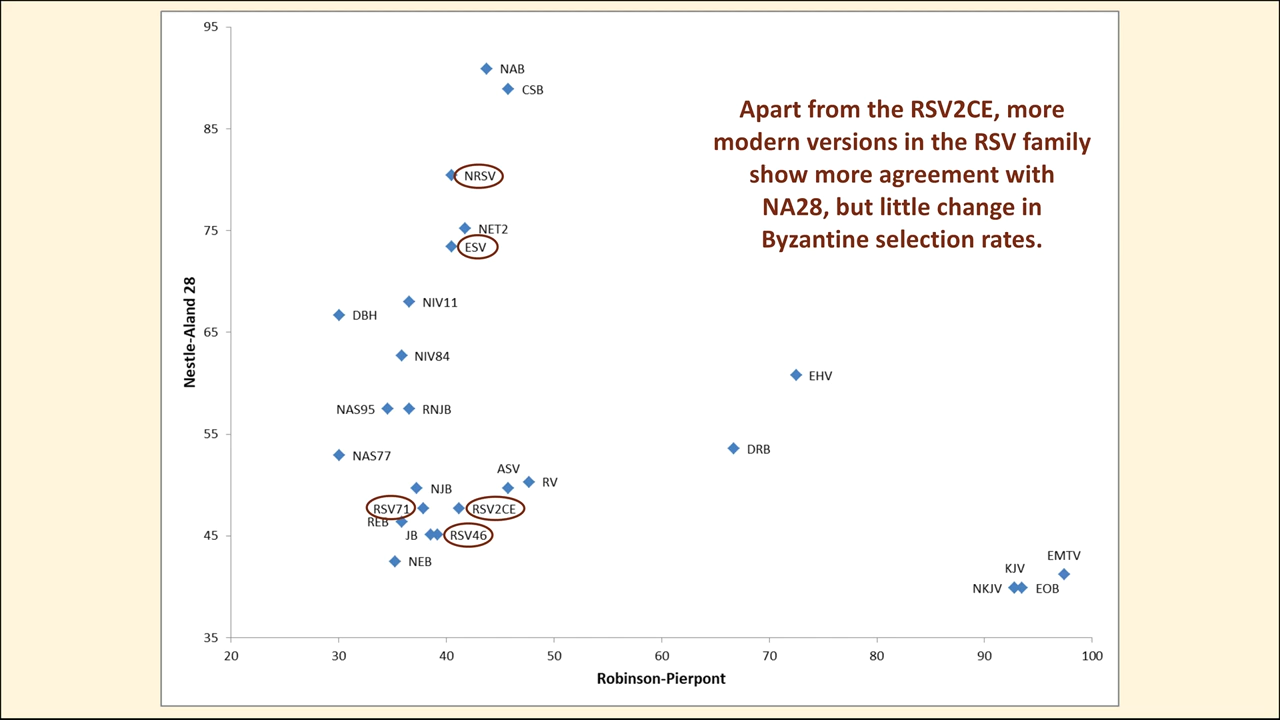 95
NAB
CSB
Apart from the RSV2CE, more
modern versions in the RSV family
show more agreement with
NA28, but little change in
Byzantine selection rates.
85
NRSV
75
NET2
ESV
Nestle-Aland 28
NIV11
DBH
65
NIV84
EHV
NAS95
RNJB
55
DRB
NAS77
ASV
RV
NJB
RSV71
RSV2CE
REB
45
JB
RSV46
NEB
EMTV
KJV
NKJV
EOB
35
20 30 40 50 60 70 80 90 100
Robinson-Pierpont